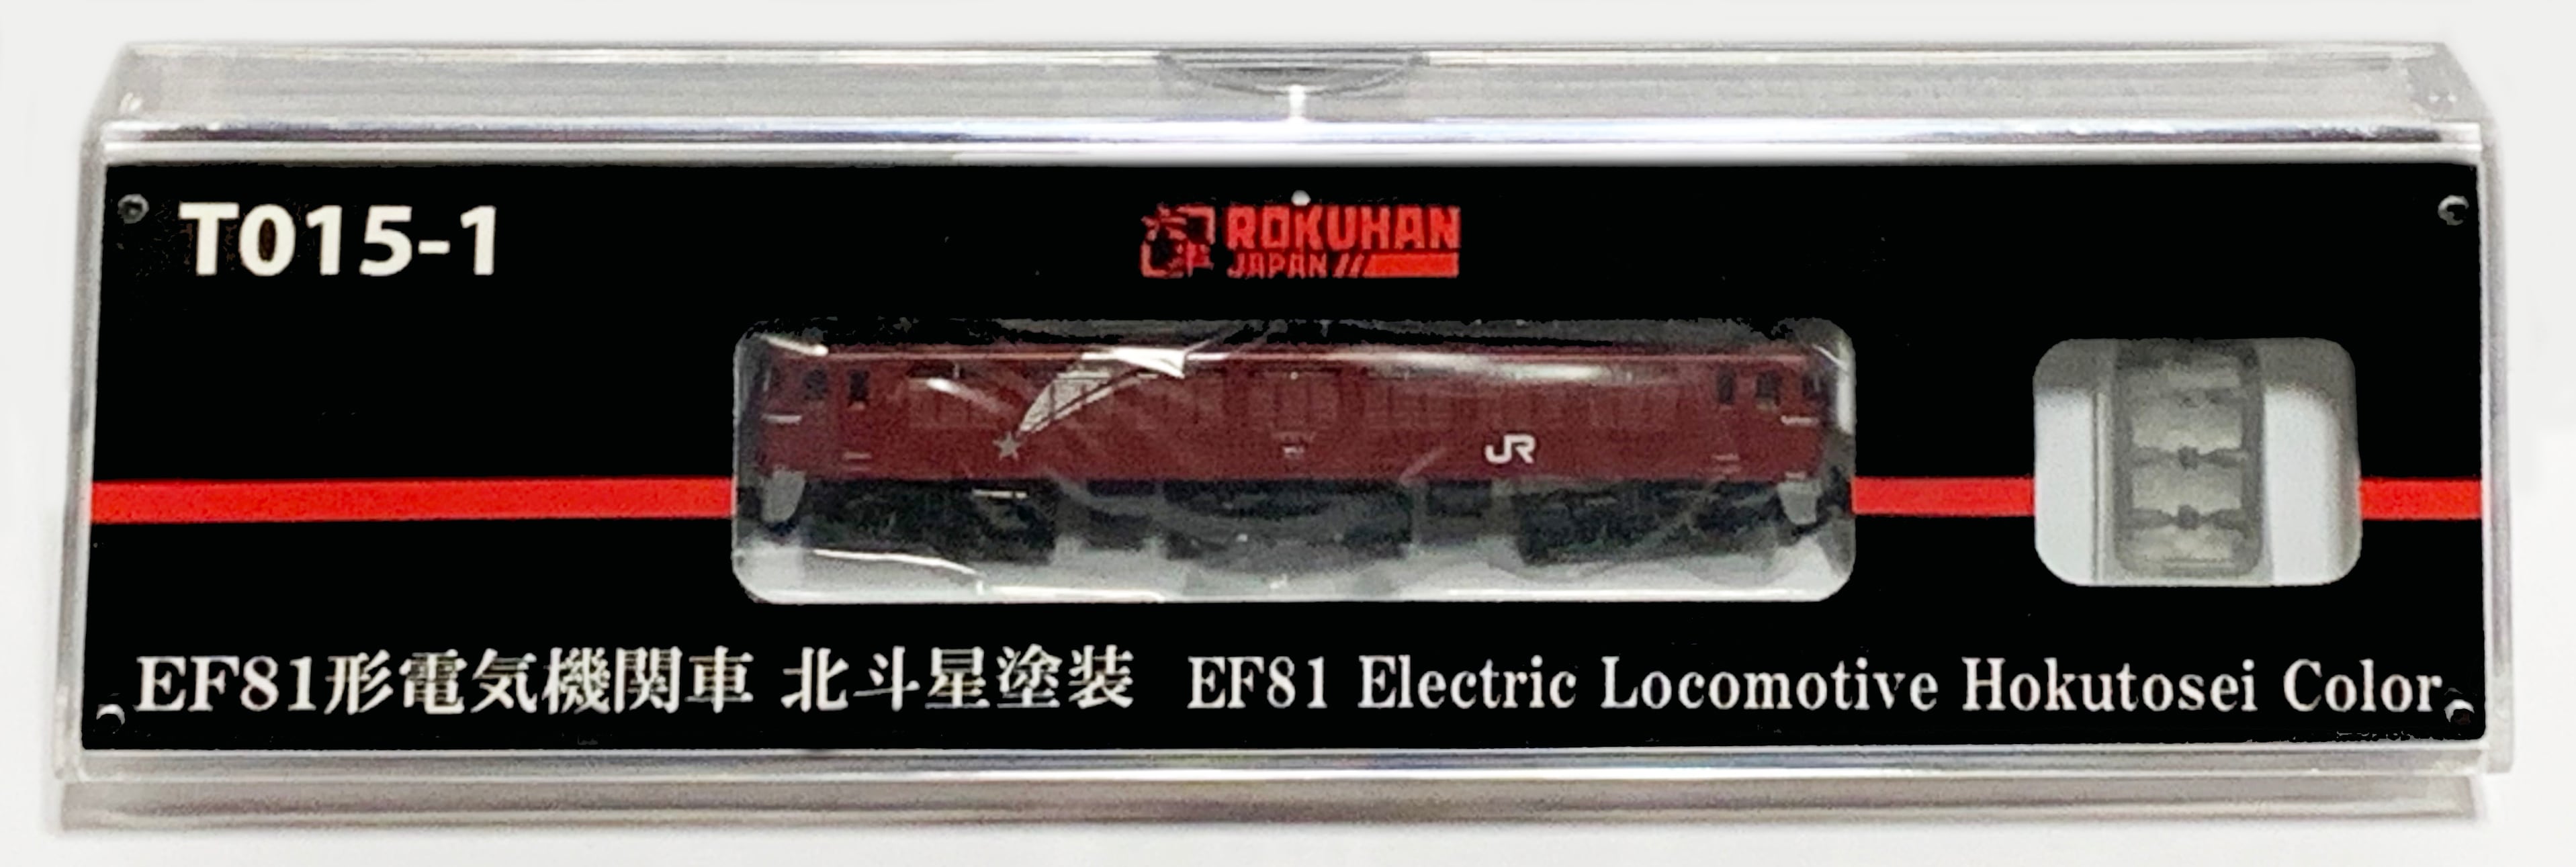 T015-1
ROKUHAN
JAPAN
JR
EF81形電気機関車 北斗星塗装 EF81 Electric Locomotive Hokutosei Color